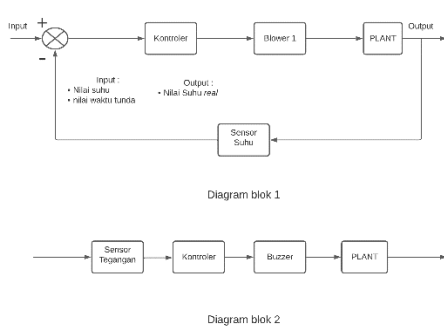 Input
+
Output
Kontroler
Blower 1
PLANT
-
Input :
• Nilai suhu
• nilai waktu tunda
Output :
• Nilai Suhu real
Sensor
Suhu
Diagram blok 1
Sensor
Tegangan
Kontroler
Buzzer
PLANT
Diagram blok 2